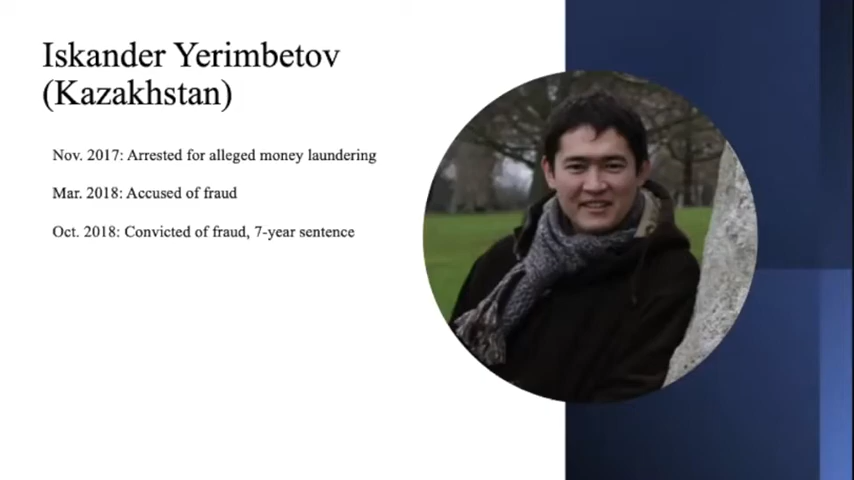 Iskander Yerimbetov
(Kazakhstan)
Nov. 2017: Arrested for alleged money laundering
Mar. 2018: Accused of fraud
Oct. 2018: Convicted of fraud, 7-year sentence